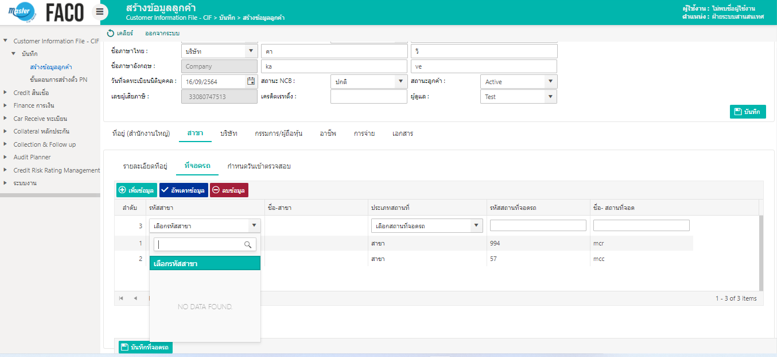 master FACO
สร้างข้อมูลลูกค้า
Customer Information File - CIF > บันทึก > สร้างข้อมูลลูกค้า
ผู้ใช้งาน : ไม่พบชื่อผู้ใช้งาน
ตำแหน่ง : ฝ่ายระบบสารสนเทศ
เคลียร์ ออกจากระบบ
Customer Information File - CIF
บันทึก
สร้างข้อมูลลูกค้า
ขั้นตอนการสร้างตั๋ว PN
Credit สินเชื่อ
Finance การเงิน
Car Receive ทะเบียน
Collateral หลักประกัน
Collection & Follow up
Audit Planner
Credit Risk Rating Management
ระบบงาน
ชื่อภาษาไทย : บริษัท คา วี
ชื่อภาษาอังกฤษ : Company ka ve
วันที่จดทะเบียนนิติบุคคล : 16/09/2564 สถานะ NCB : ปกติ สถานะลูกค้า : Active
เลขผู้เสียภาษี : 33080747513 เครดิตเรทติ้ง : ผู้ดูแล : Test
บันทึก
ที่อยู่ (สำนักงานใหญ่) สาขา บริษัท กรรมการ/ผู้ถือหุ้น อาชีพ การจ่าย เอกสาร
รายละเอียดที่อยู่ ที่จอดรถ กำหนดวันเข้าตรวจสอบ
เพิ่มข้อมูล อัพเดทข้อมูล ลบข้อมูล
ลำดับ รหัสสาขา ชื่อ-สาขา ประเภทสถานที่ รหัสสถานที่จอดรถ ชื่อ- สถานที่จอด
3 เลือกรหัสสาขา เลือกสถานที่จอดรถ
1 สาขา 994 mcr
2 สาขา 57 mcc
เลือกรหัสสาขา
NO DATA FOUND.
1 - 3 of 3 items
บันทึกที่จอดรถ